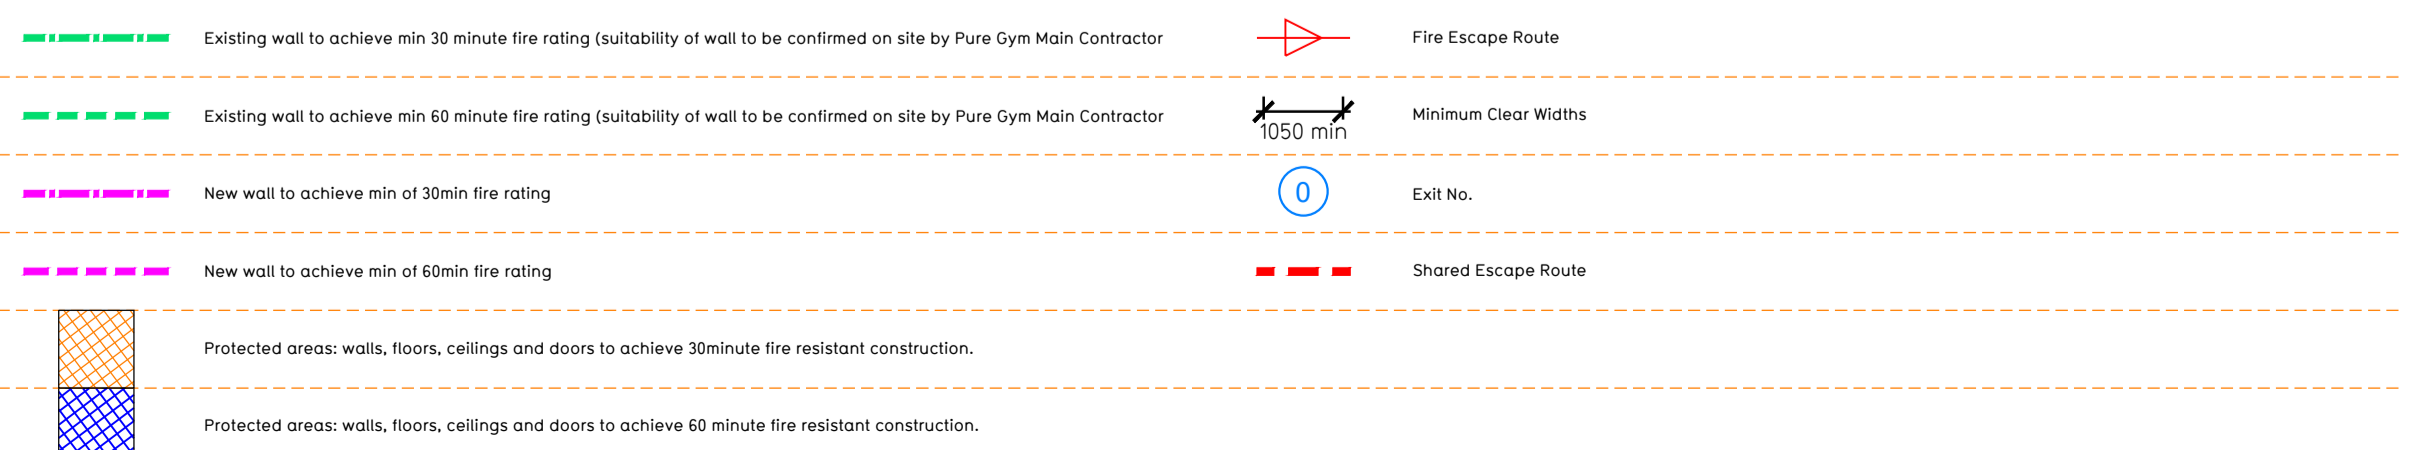 Existing wall to achieve min 30 minute fire rating (suitability of wall to be confirmed on site by Pure Gym Main Contractor
Fire Escape Route
Existing wall to achieve min 60 minute fire rating (suitability of wall to be confirmed on site by Pure Gym Main Contractor
1050 min
Minimum Clear Widths
New wall to achieve min of 30min fire rating
0
Exit No.
New wall to achieve min of 60min fire rating
Shared Escape Route
Protected areas: walls, floors, ceilings and doors to achieve 30minute fire resistant construction.
Protected areas: walls, floors, ceilings and doors to achieve 60 minute fire resistant construction.